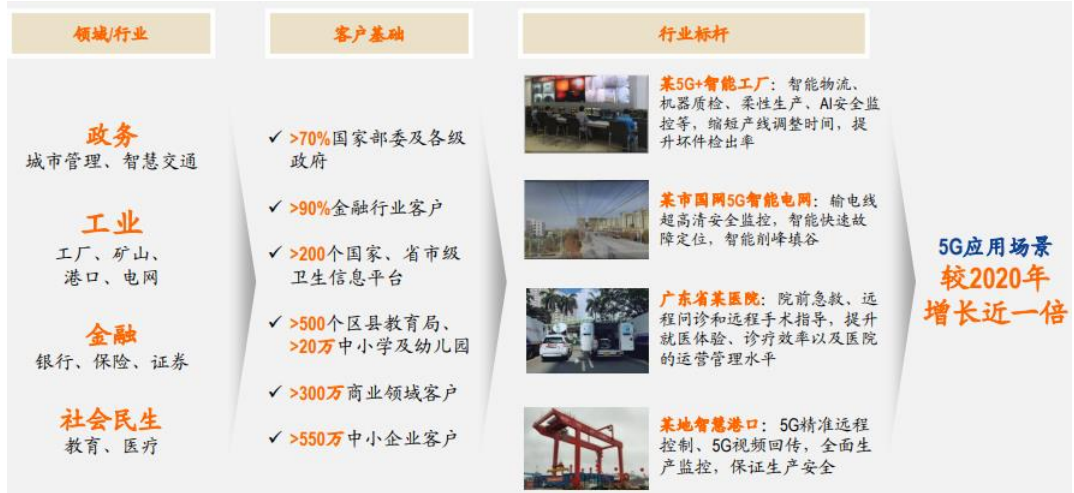 领域/行业
政务
城市管理、智慧交通
工业
工厂、矿山、
港口、电网
金融
银行、保险、证券
社会民生
教育、医疗
客户基础
✓ >70%国家部委及各级
政府
✓ >90%金融行业客户
✓ >200个国家、省市级
卫生信息平台
✓ >500个区县教育局、
>20万中小学及幼儿园
✓ >300万商业领域客户
✓ >550万中小企业客户
行业标杆
某5G+智能工厂：智能物流、
机器质检、柔性生产、AI安全监
控等，缩短产线调整时间，提
升坏件检出率
某市国网5G智能电网：输电线
超高清安全监控，智能快速故
障定位，智能削峰填谷
广东省某医院：院前急救、远
程问诊和远程手术指导，提升
就医体验、诊疗效率以及医院
的运营管理水平
某地智慧港口：5G精准远程
控制、5G视频回传，全面生
产监控，保证生产安全
5G应用场景
较2020年
增长近一倍